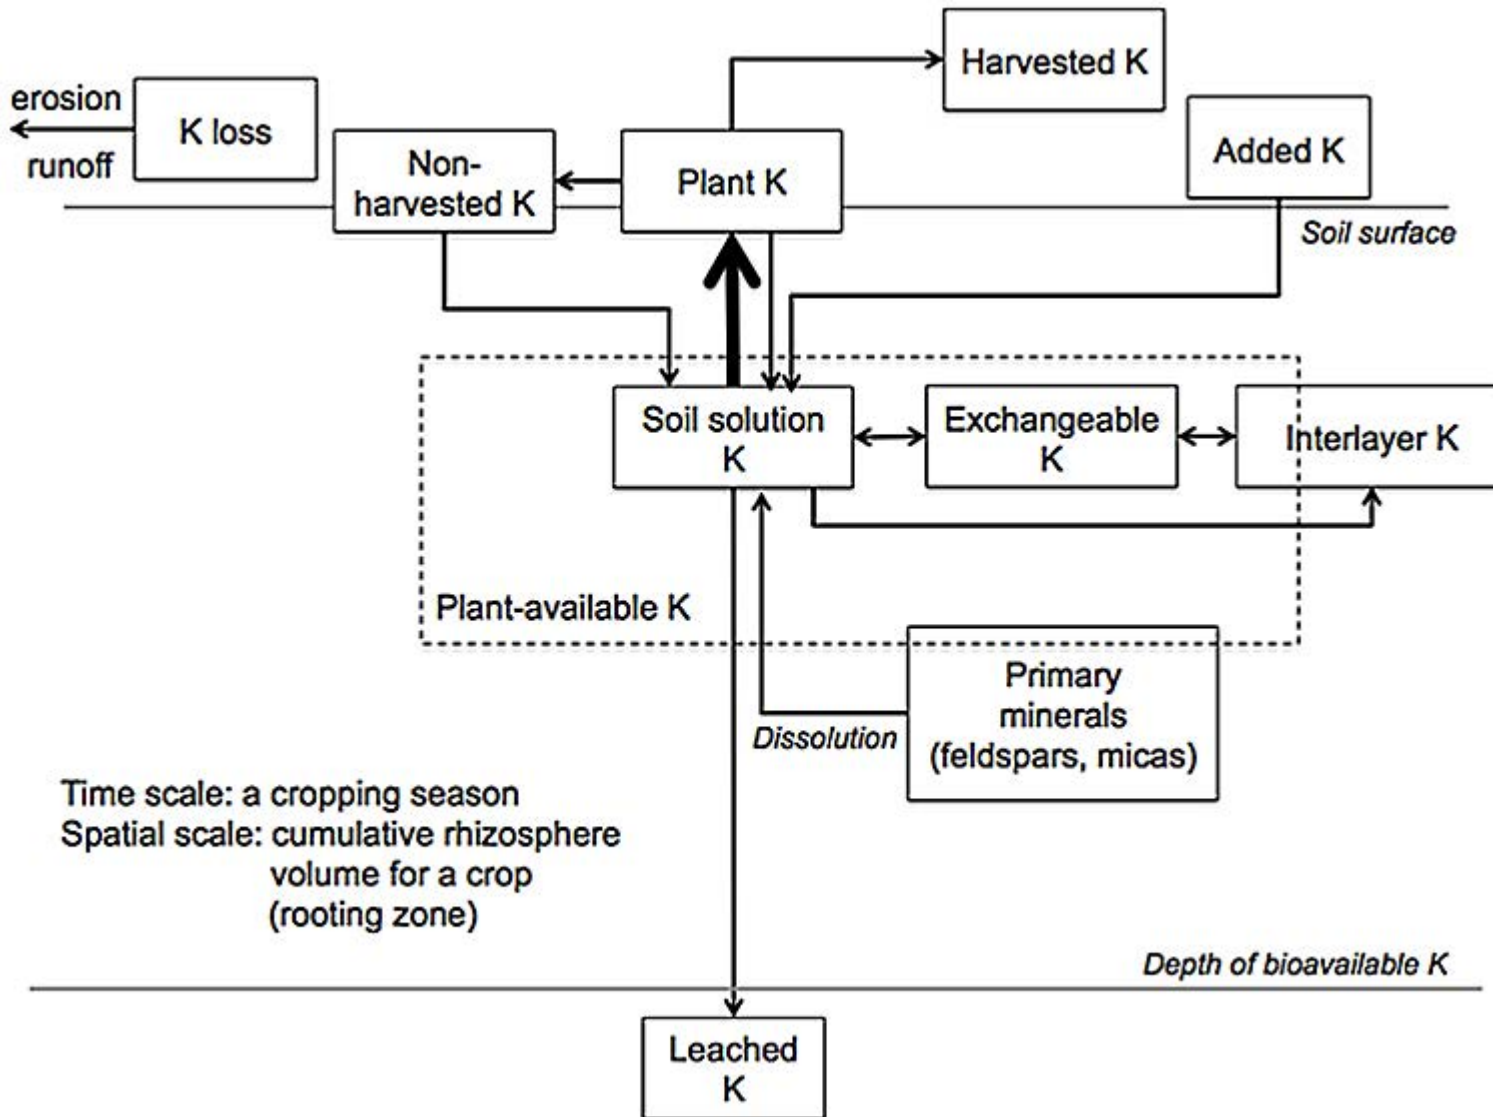 Harvested K
erosion
K loss
runoff
Non-
harvested K
Plant K
Added K
Soil surface
Soil solution
K
Exchangeable
K
Interlayer K
Plant-available K
Primary
minerals
(feldspars, micas)
Dissolution
Time scale: a cropping season
Spatial scale: cumulative rhizosphere
volume for a crop
(rooting zone)
Depth of bioavailable K
Leached
K